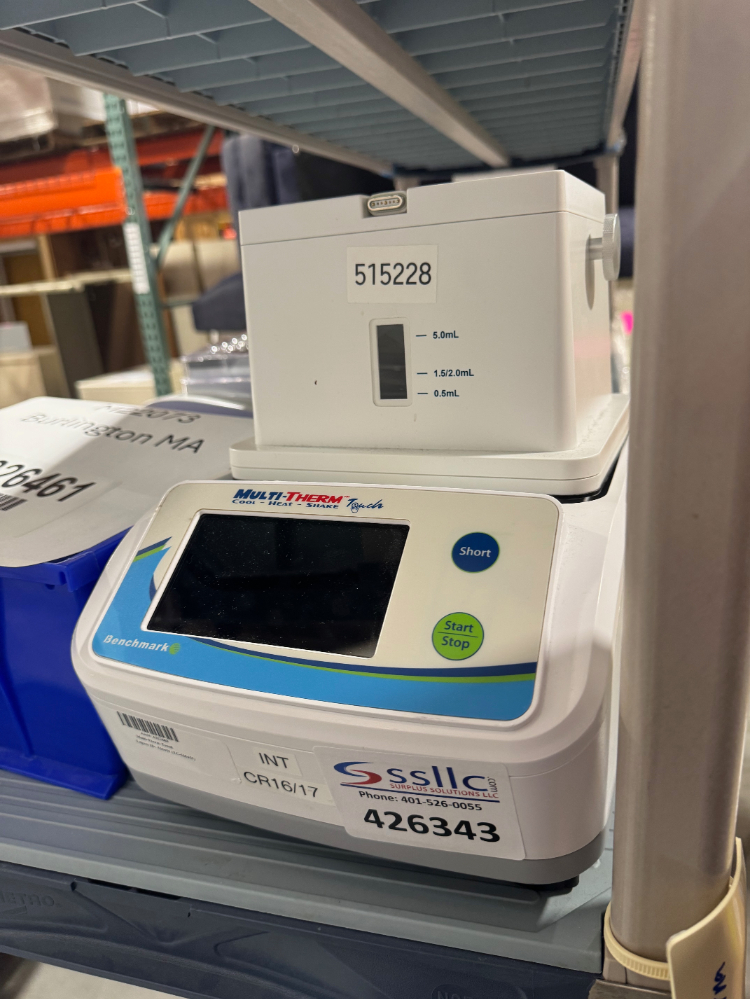 515228
5.0mL
1.5/2.0mL
0.5mL
Burlington MA
26461
MULTI-THERM™
COOL - HEAT - SHAKE Touch
Short
Start
Stop
Benchmark
INT
CR16/17
ssllc.com
SURPLUS SOLUTIONS LLC
Phone: 401-526-0055
426343